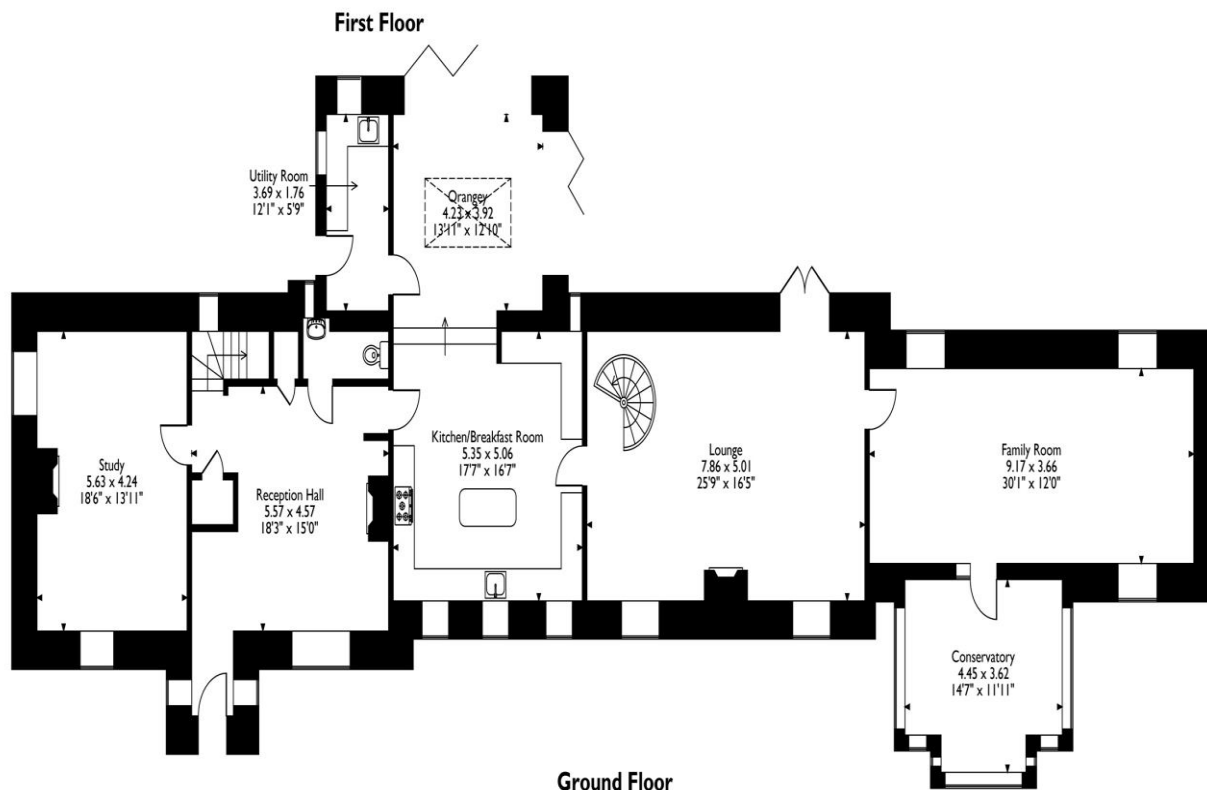 First Floor
Utility Room
3.69 x 1.76
12'1" x 5'9"
Orangey
4.23 x 3.92
13'11" x 12'10"
Study
5.63 x 4.24
18'6" x 13'11"
Reception Hall
5.57 x 4.57
18'3" x 15'0"
Kitchen/Breakfast Room
5.35 x 5.06
17'7" x 16'7"
Lounge
7.86 x 5.01
25'9" x 16'5"
Family Room
9.17 x 3.66
30'1" x 12'0"
Conservatory
4.45 x 3.62
14'7" x 11'11"
Ground Floor